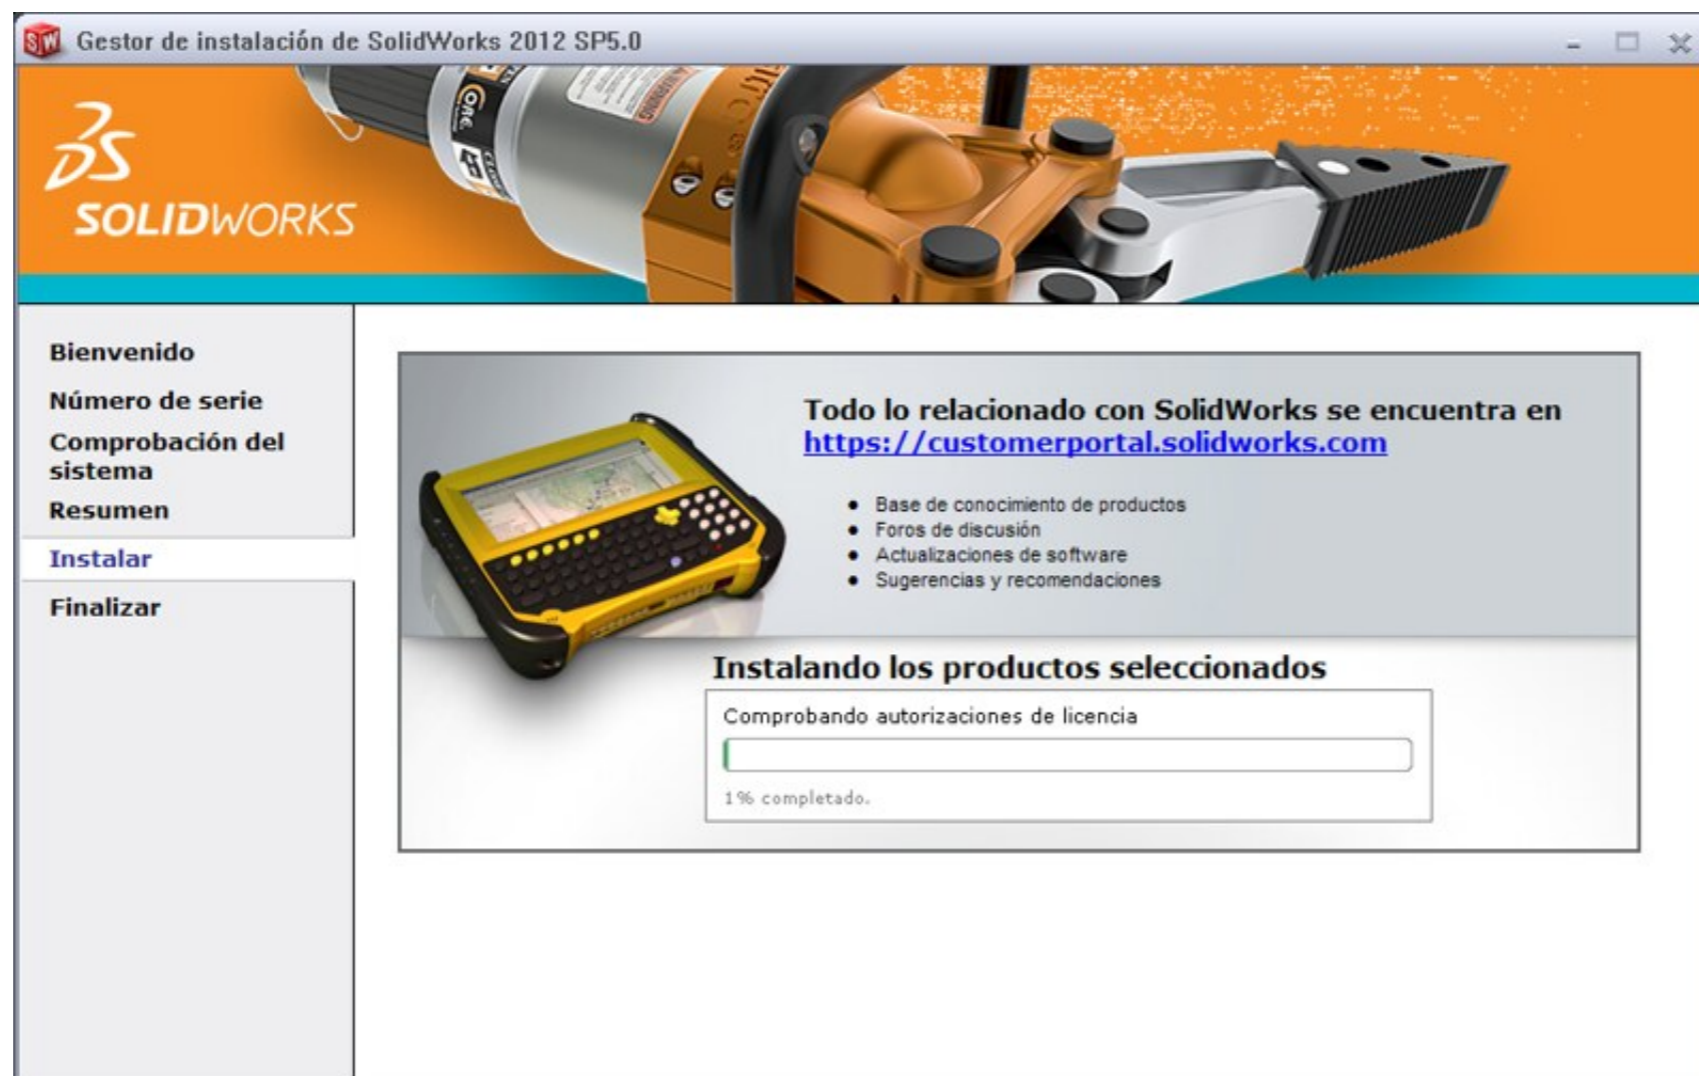 SW Gestor de instalación de SolidWorks 2012 SP5.0
SOLIDWORKS
Bienvenido
Número de serie
Comprobación del
sistema
Resumen
Instalar
Finalizar
Todo lo relacionado con SolidWorks se encuentra en
https://customerportal.solidworks.com
● Base de conocimiento de productos
● Foros de discusión
● Actualizaciones de software
● Sugerencias y recomendaciones
Instalando los productos seleccionados
Comprobando autorizaciones de licencia
1% completado.